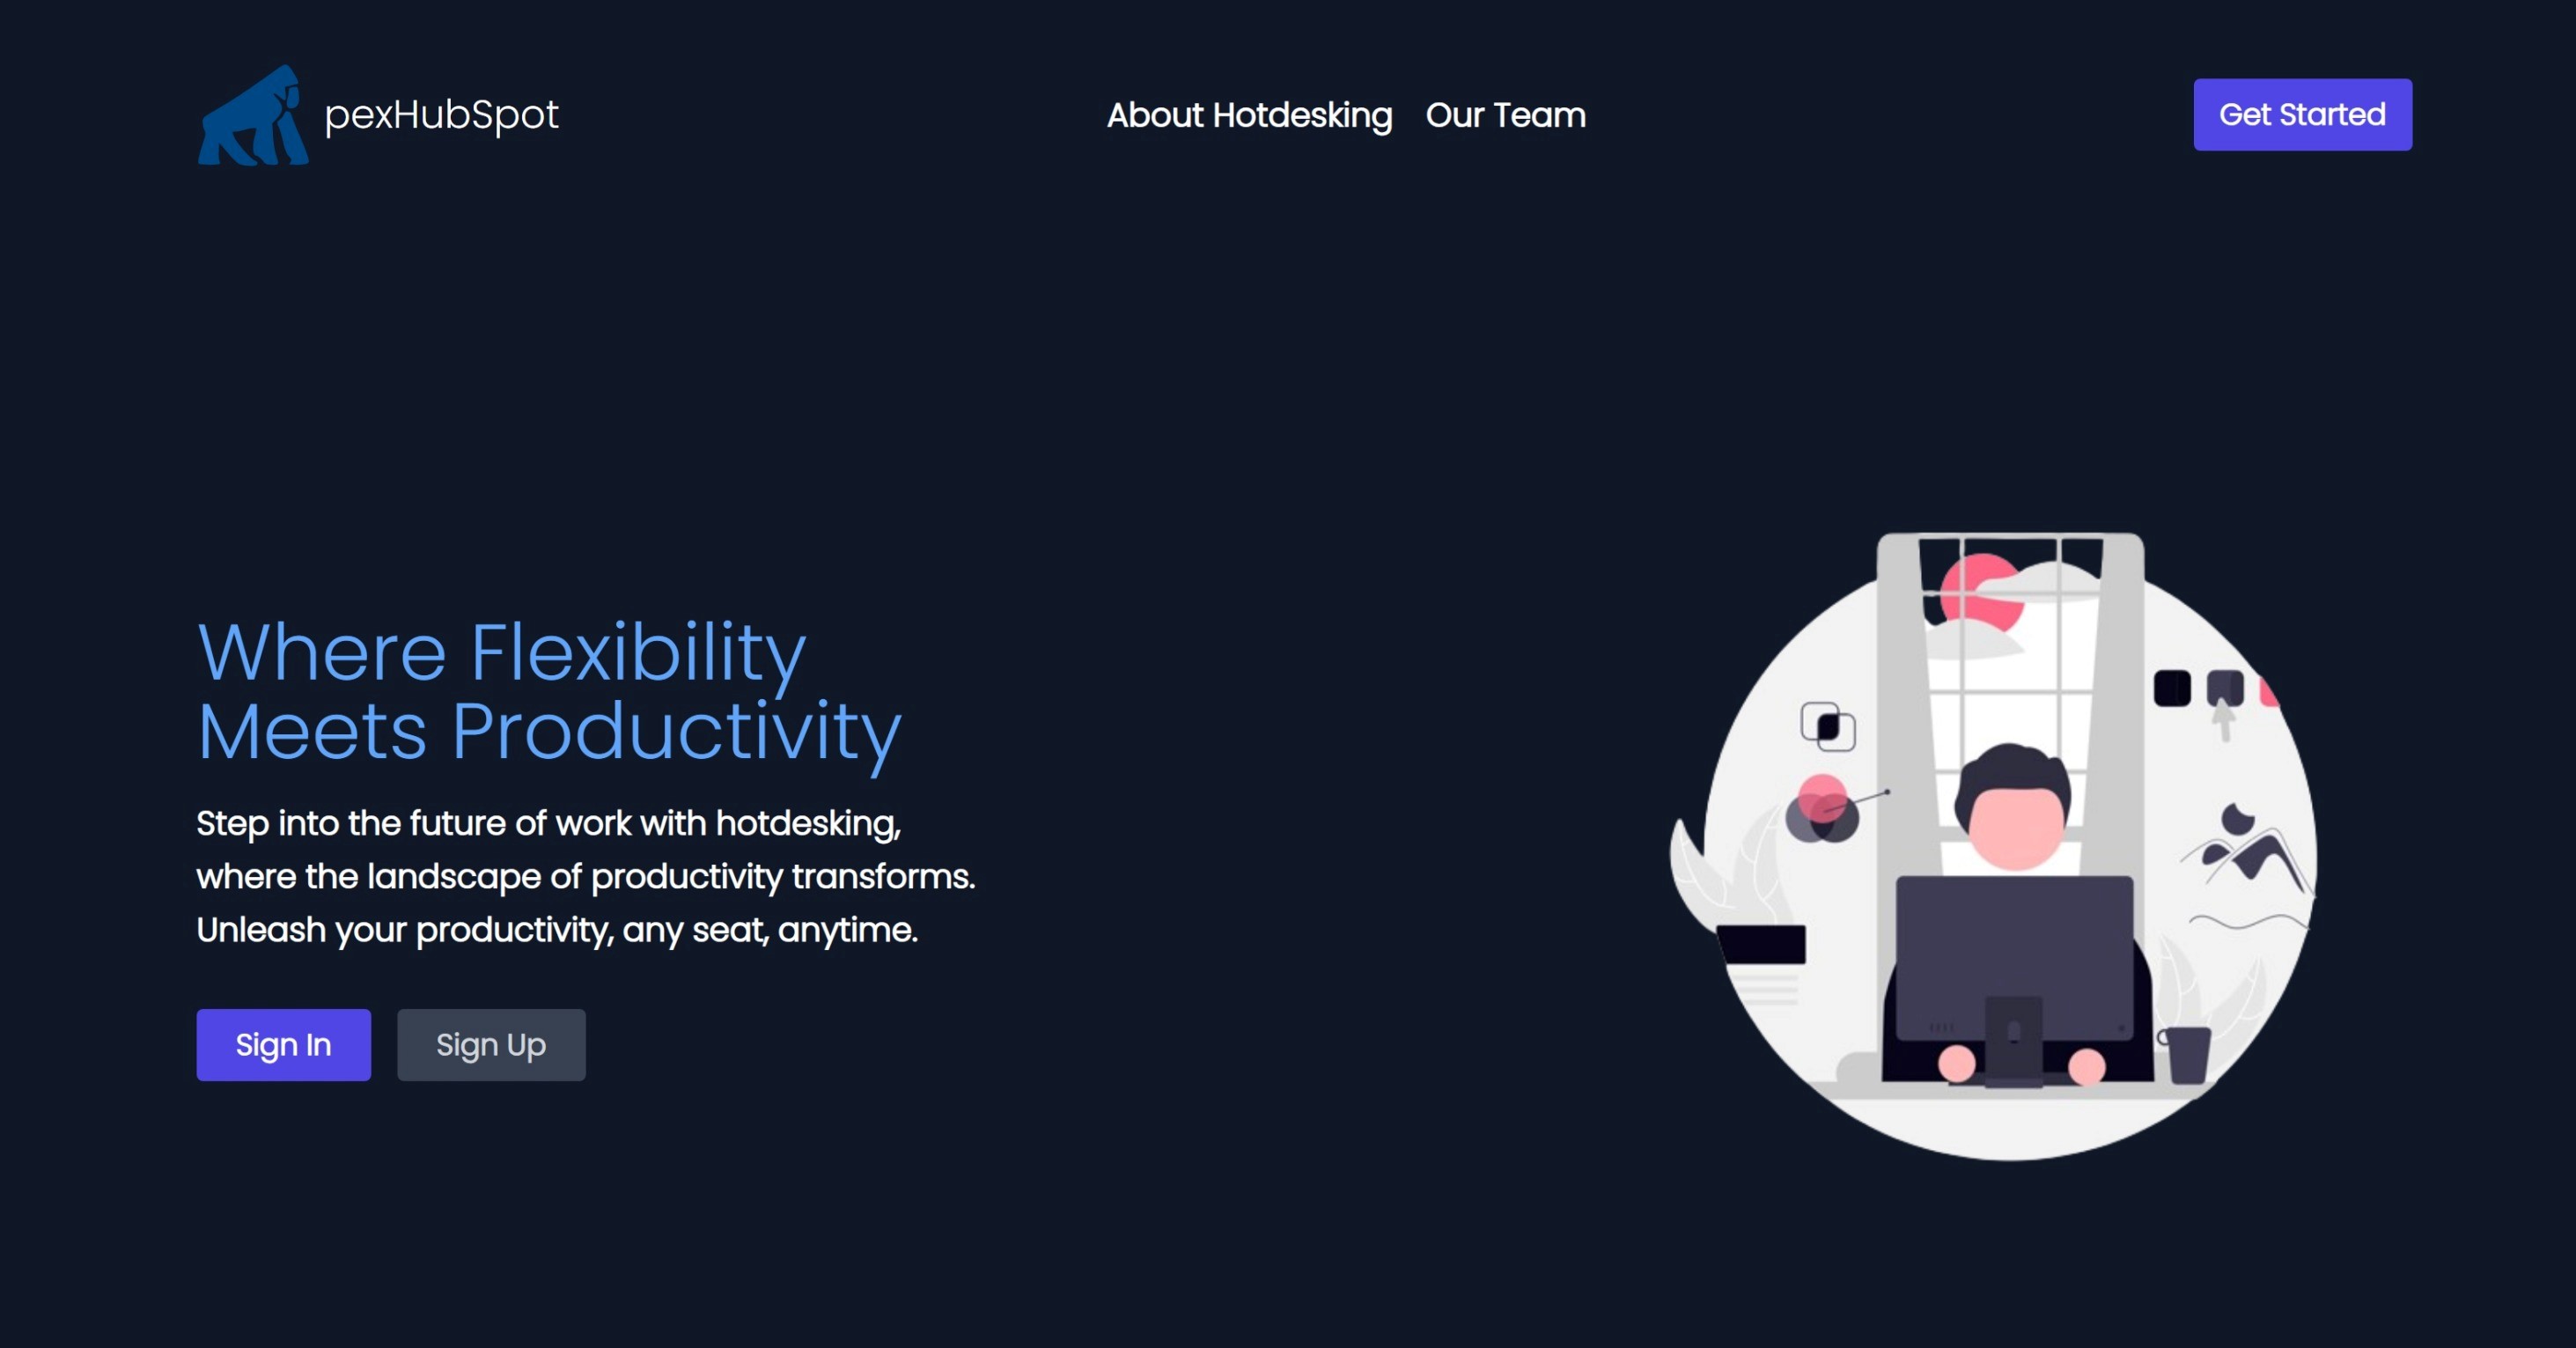 pexHubSpot
About Hotdesking
Our Team
Get Started
Where Flexibility
Meets Productivity
Step into the future of work with hotdesking,
where the landscape of productivity transforms.
Unleash your productivity, any seat, anytime.
Sign In
Sign Up